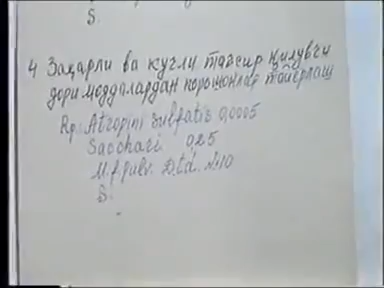 S.
4 Заҳарли ва кучли таъсир қилувчи
дори моддалардан порошоклар тайёрлаш
Rp: Atropini sulfatis 0,0005
Sacchari 0,25
M.f. pulv. D.t.d. N 10
S.